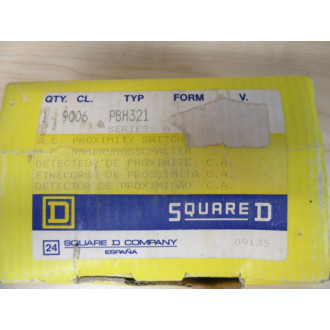 QTY. CL. TYP FORM V.
1 9006 PBH321
SERIES
A.C. PROXIMITY SWITCH
DETECTEUR DE PROXIMITE C.A.
FINECORSA DI PROSSIMITA C.A.
DETECTOR DE PROXIMIDAD C.A.
D SQUARE D
24 SQUARE D COMPANY 09135
ESPAÑA